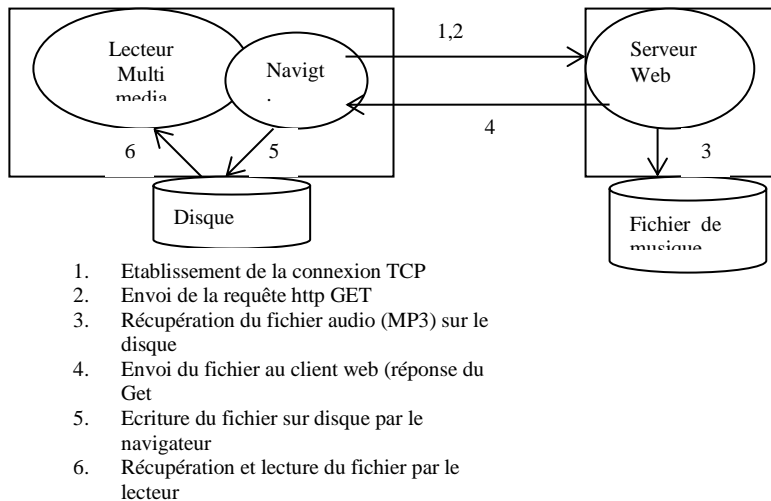 Lecteur
Multi
media
Navigt
.
1,2
Serveur
Web
4
6
5
3
Disque
Fichier de
musique
1. Etablissement de la connexion TCP
2. Envoi de la requête http GET
3. Récupération du fichier audio (MP3) sur le
disque
4. Envoi du fichier au client web (réponse du
Get
5. Ecriture du fichier sur disque par le
navigateur
6. Récupération et lecture du fichier par le
lecteur